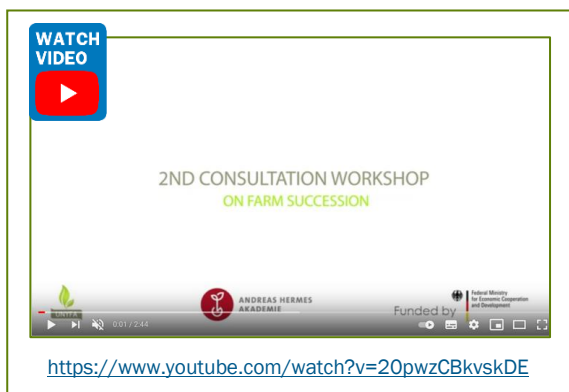 WATCH
VIDEO
2ND CONSULTATION WORKSHOP
ON FARM SUCCESSION
UNYFA
ANDREAS HERMES
AKADEMIE
Funded by
Federal Ministry
for Economic Cooperation
and Development
0:01 / 2:44
https://www.youtube.com/watch?v=2OpwzCBkvskDE